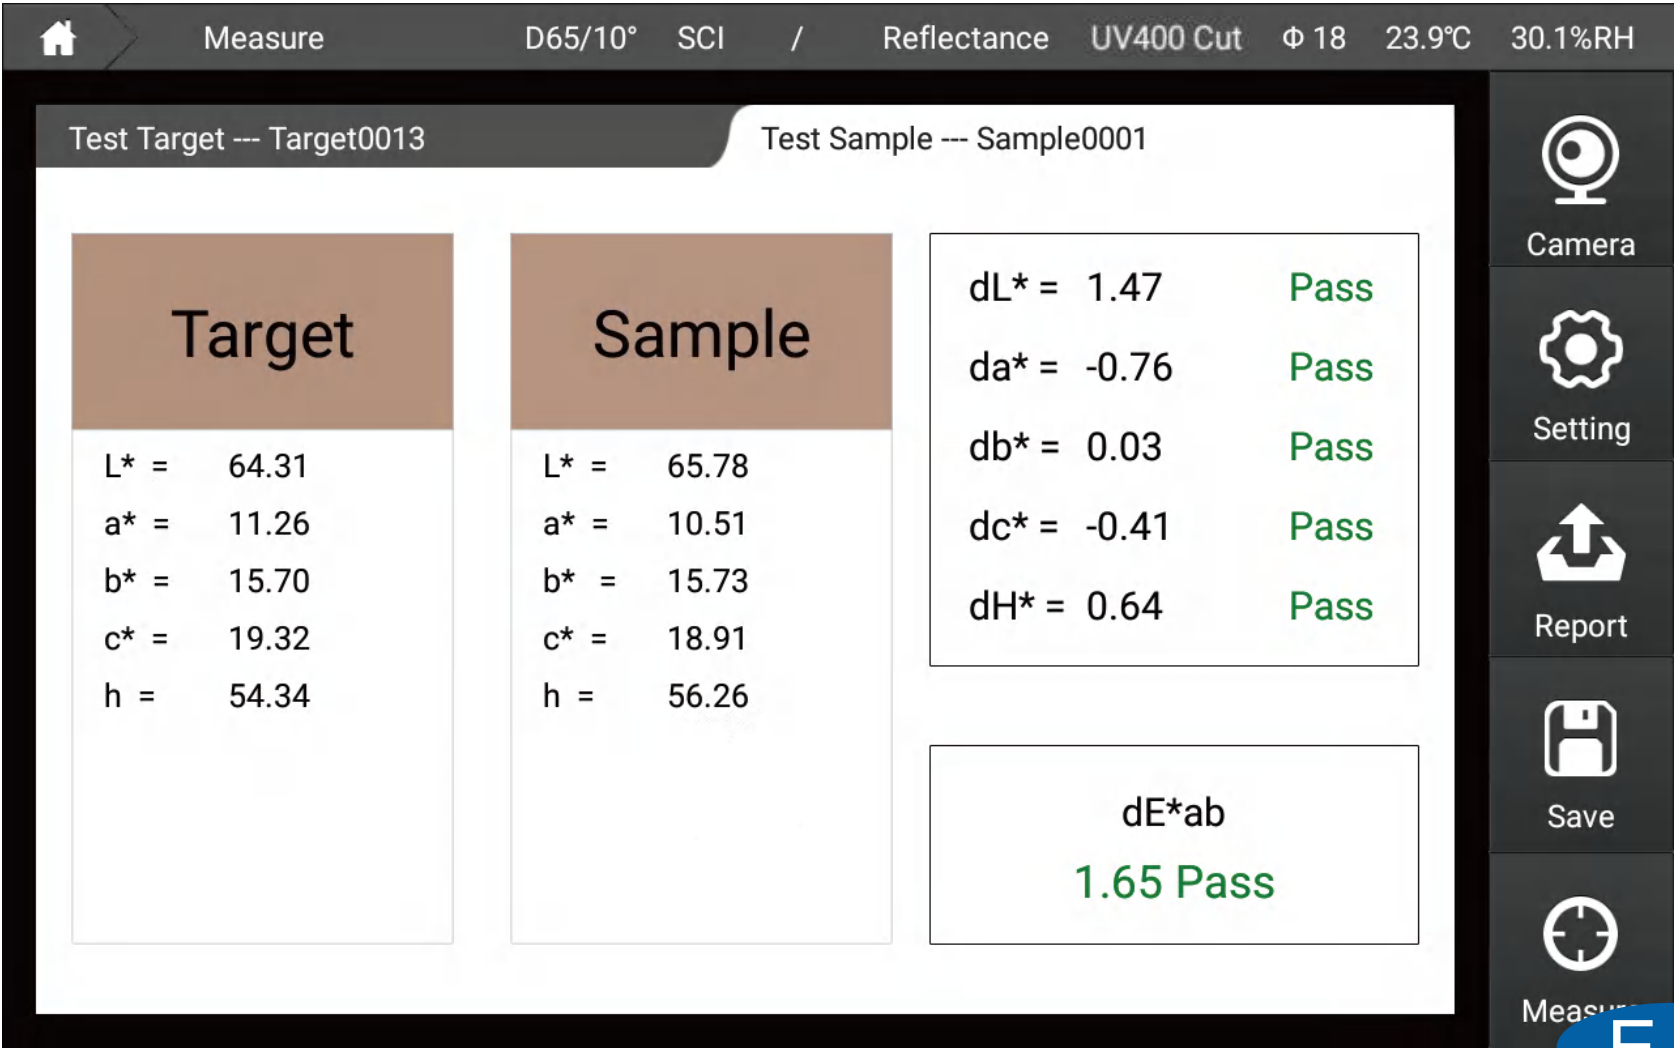 Measure D65/10° SCI / Reflectance UV400 Cut Φ 18 23.9℃ 30.1%RH
Test Target --- Target0013
Test Sample --- Sample0001
Target
L* = 64.31
a* = 11.26
b* = 15.70
c* = 19.32
h = 54.34
Sample
L* = 65.78
a* = 10.51
b* = 15.73
c* = 18.91
h = 56.26
dL* = 1.47 Pass
da* = -0.76 Pass
db* = 0.03 Pass
dc* = -0.41 Pass
dH* = 0.64 Pass
dE*ab
1.65 Pass
Camera
Setting
Report
Save
Measure